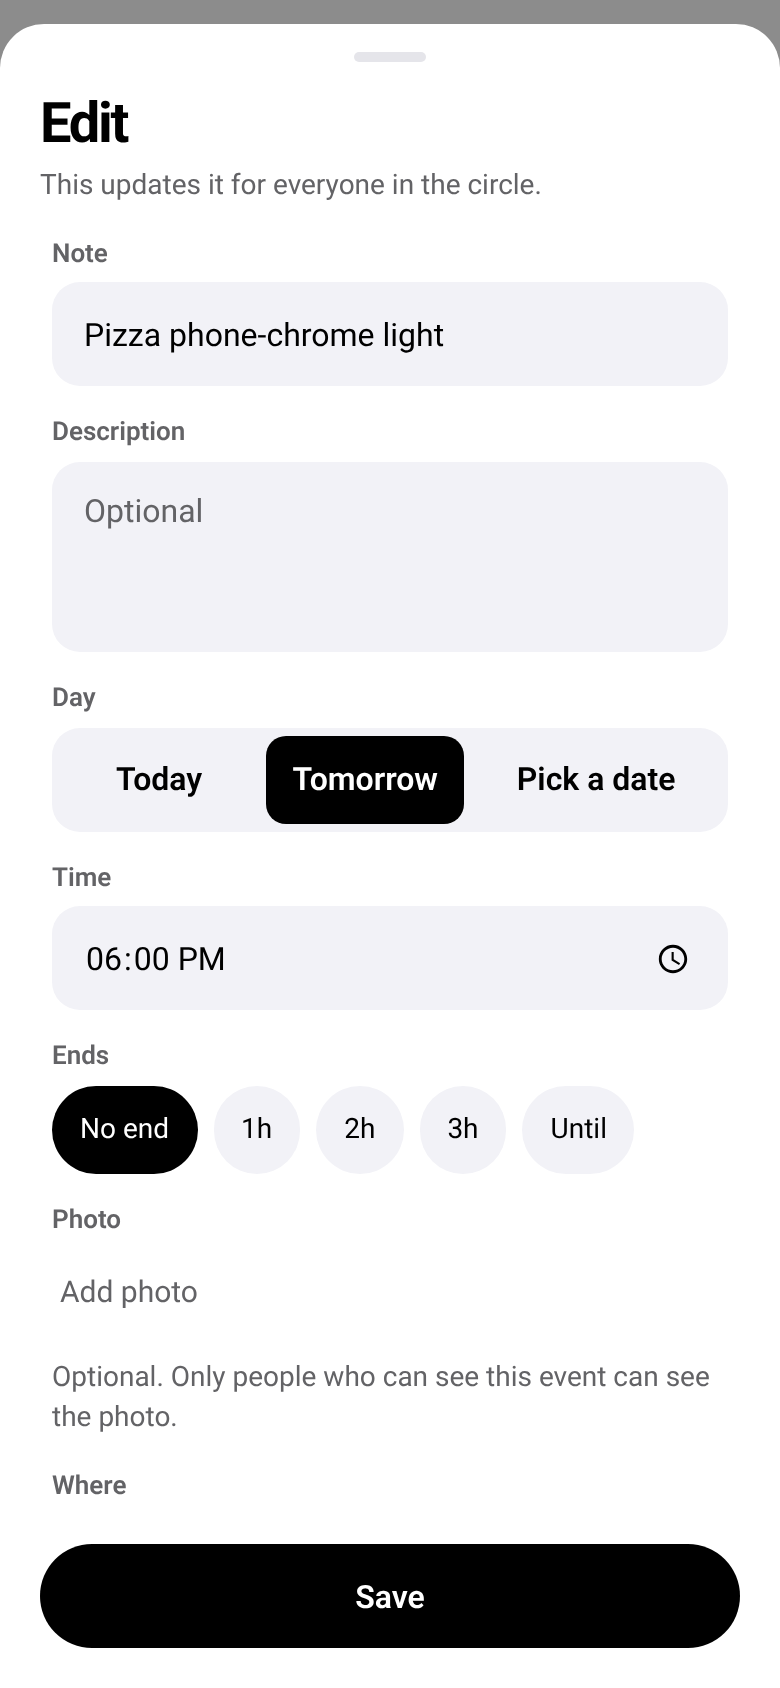 Edit
This updates it for everyone in the circle.
Note
Pizza phone-chrome light
Description
Optional
Day
Today Tomorrow Pick a date
Time
06:00 PM
Ends
No end 1h 2h 3h Until
Photo
Add photo
Optional. Only people who can see this event can see
the photo.
Where
Save